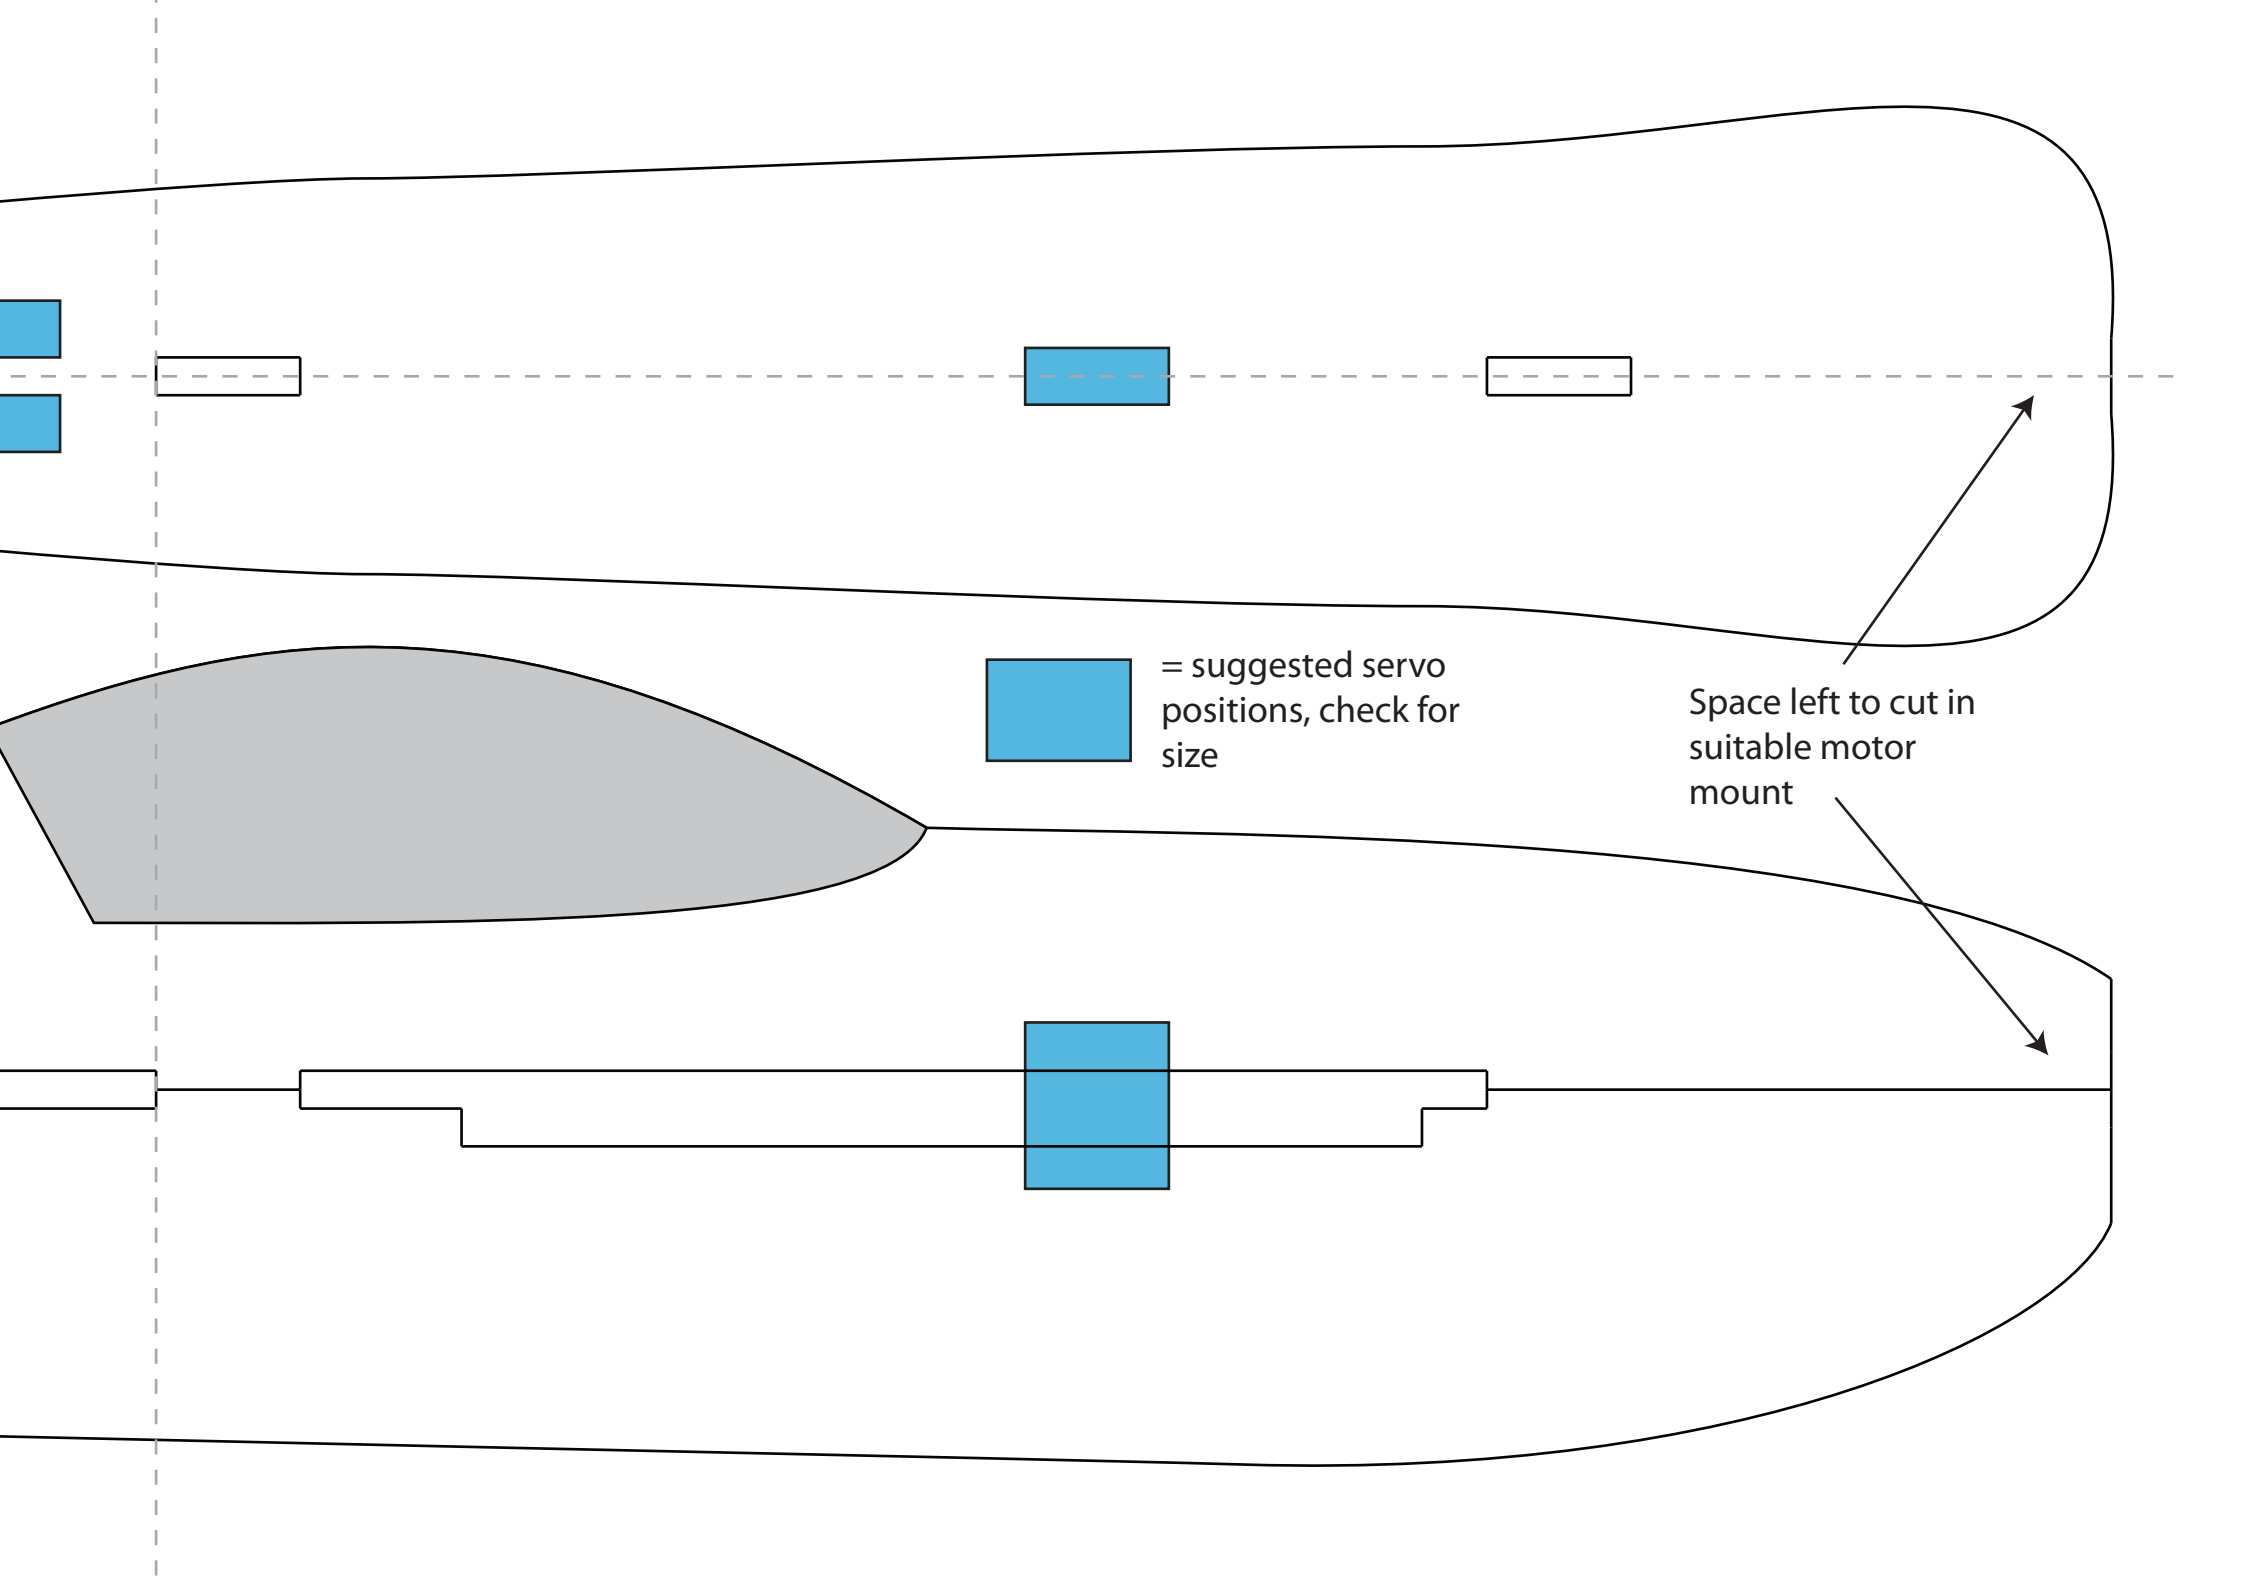 = suggested servo
positions, check for
size
Space left to cut in
suitable motor
mount